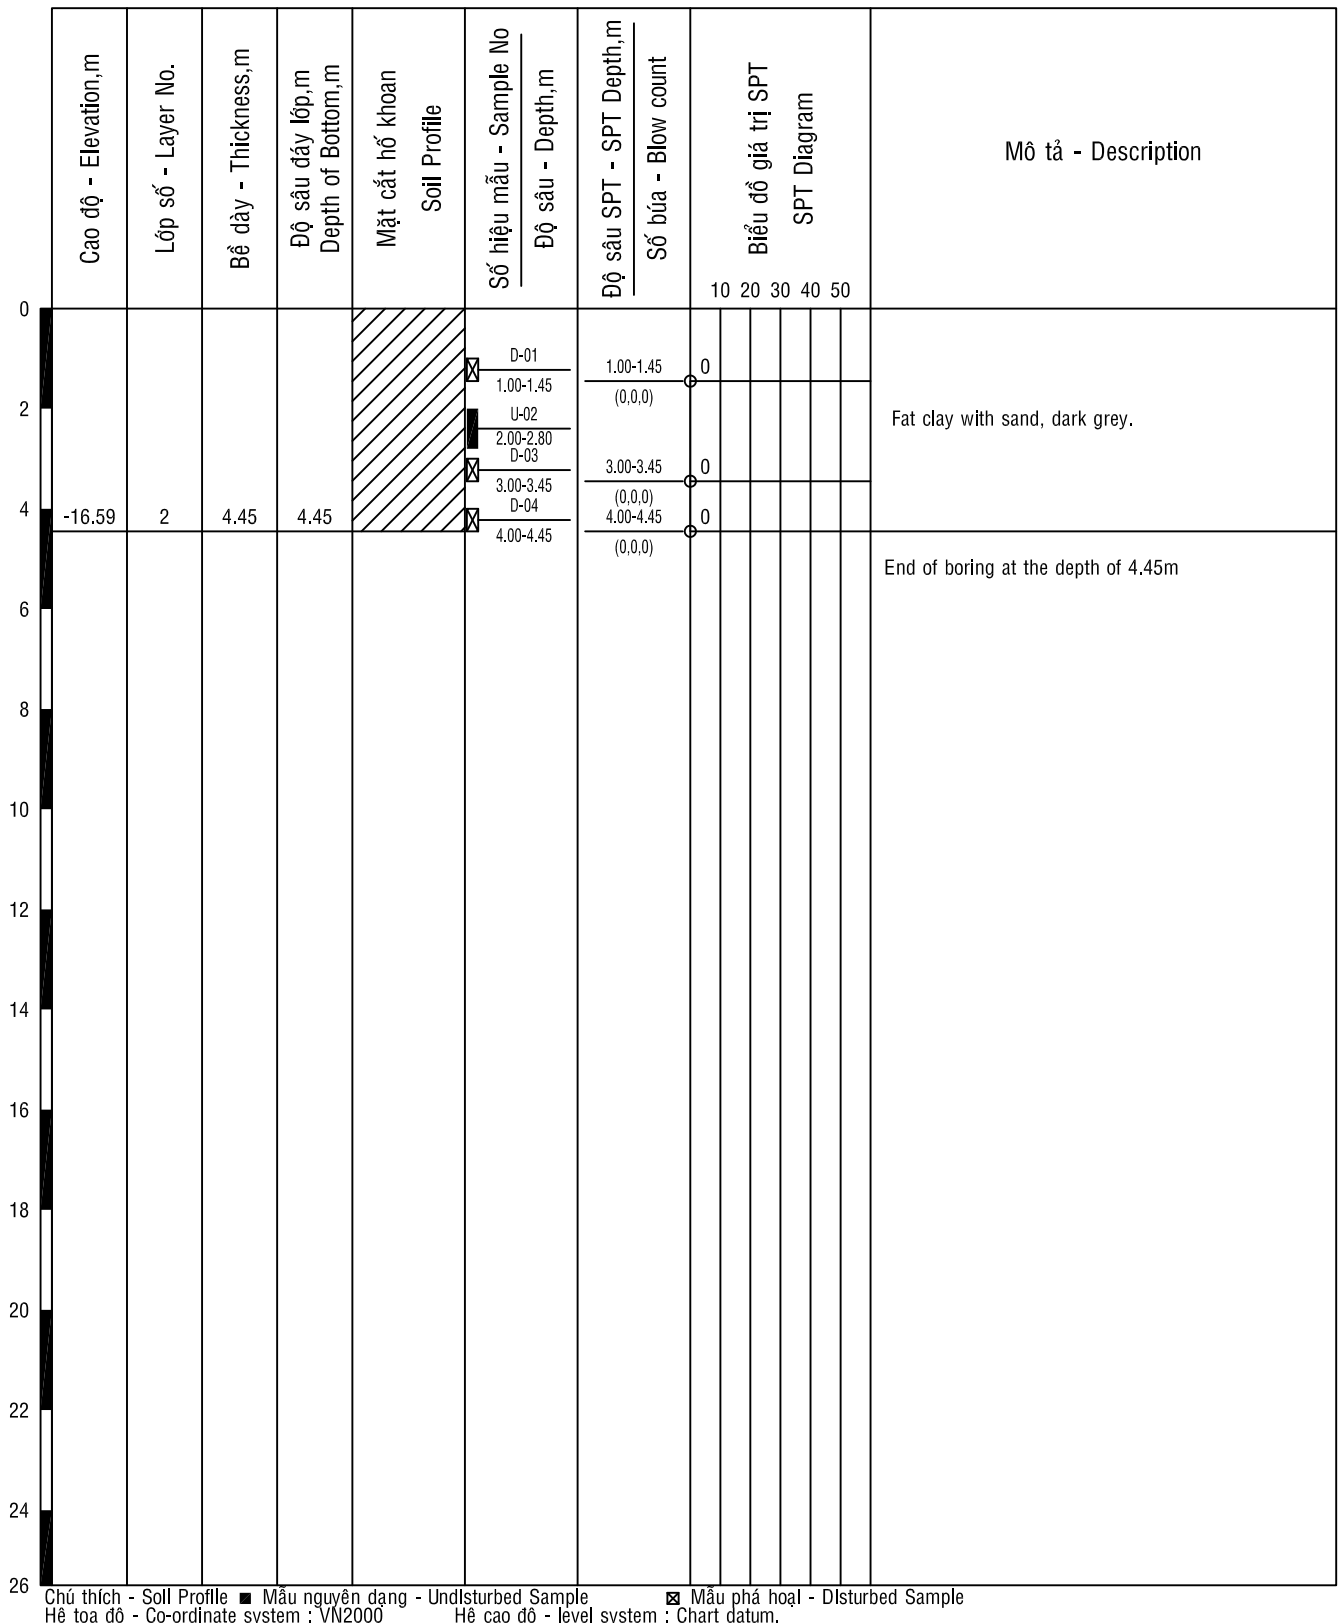 Cao độ - Elevation,m
Lớp số - Layer No.
Bề dày - Thickness,m
Độ sâu đáy lớp,m
Depth of Bottom,m
Mặt cắt hố khoan
Soil Profile
Số hiệu mẫu - Sample No
Độ sâu - Depth,m
Độ sâu SPT - SPT Depth,m
Số búa - Blow count
Biểu đồ giá trị SPT
SPT Diagram
10 20 30 40 50
Mô tả - Description
0
D-01
1.00-1.45
1.00-1.45
(0,0,0)
0
2
U-02
2.00-2.80
Fat clay with sand, dark grey.
D-03
3.00-3.45
3.00-3.45
(0,0,0)
0
4
-16.59 2 4.45 4.45
D-04
4.00-4.45
4.00-4.45
(0,0,0)
0
End of boring at the depth of 4.45m
6
8
10
12
14
16
18
20
22
24
26
Chú thích - Soil Profile Mẫu nguyên dạng - Undisturbed Sample Mẫu phá hoại - Disturbed Sample
Hệ tọa độ - Co-ordinate system : VN2000 Hệ cao độ - level system : Chart datum.